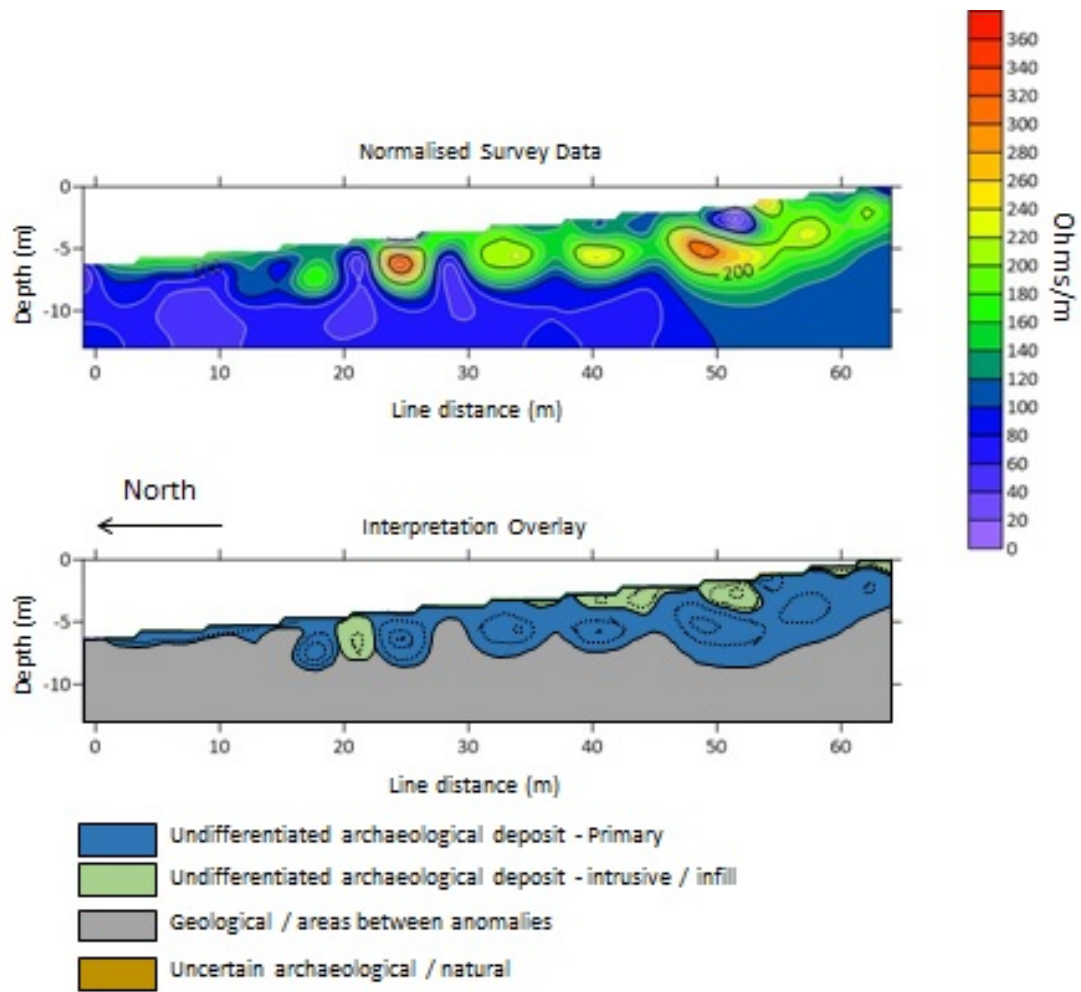 360
340
320
300
280
260
240
220
200
180
160
140
120
100
80
60
40
20
0
Ohms/m
Normalised Survey Data
0
-5
-10
Depth (m)
200
0 10 20 30 40 50 60
Line distance (m)
North
Interpretation Overlay
0
-5
-10
Depth (m)
0 10 20 30 40 50 60
Line distance (m)
Undifferentiated archaeological deposit - Primary
Undifferentiated archaeological deposit - intrusive / infill
Geological / areas between anomalies
Uncertain archaeological / natural